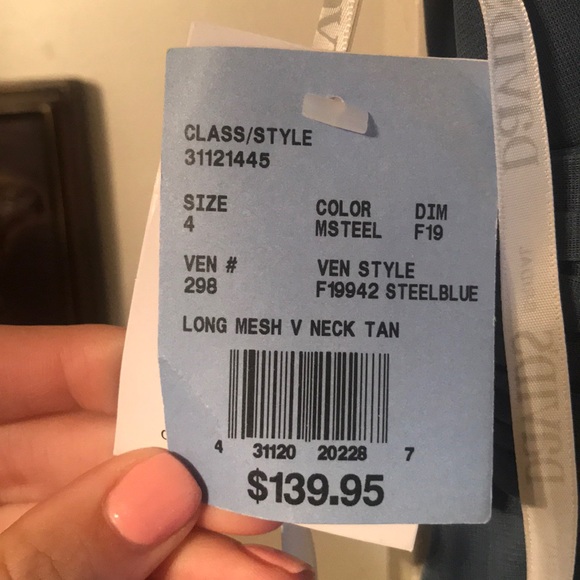 CLASS/STYLE
31121445
SIZE COLOR DIM
4 MSTEEL F19
VEN # VEN STYLE
298 F19942 STEELBLUE
LONG MESH V NECK TAN
4 31120 20228 7
$139.95
DAVID'S